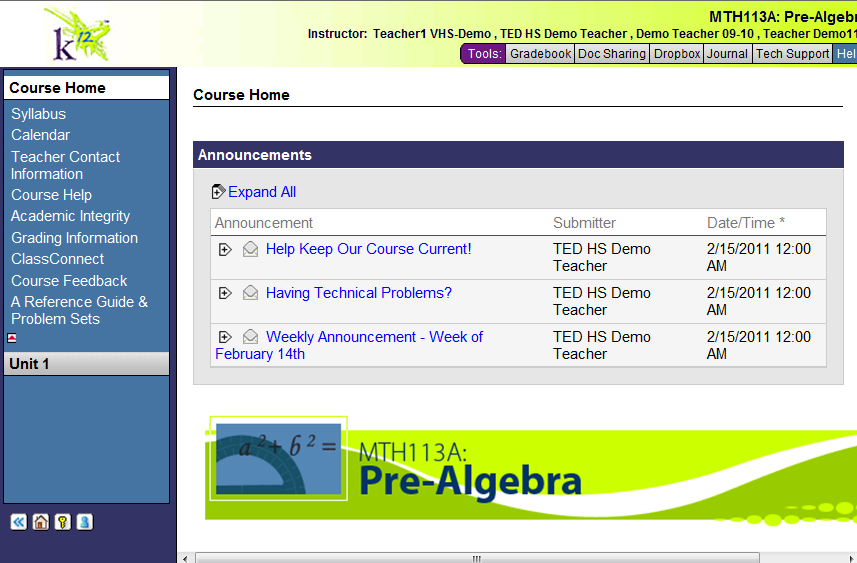 k12
MTH113A: Pre-Algebr
Instructor: Teacher1 VHS-Demo , TED HS Demo Teacher , Demo Teacher 09-10 , Teacher Demo11
Tools: Gradebook Doc Sharing Dropbox Journal Tech Support Hel
Course Home
Syllabus
Calendar
Teacher Contact
Information
Course Help
Academic Integrity
Grading Information
ClassConnect
Course Feedback
A Reference Guide &
Problem Sets
Unit 1
Course Home
Announcements
Expand All
Announcement Submitter Date/Time *
Help Keep Our Course Current! TED HS Demo 2/15/2011 12:00
Teacher AM
Having Technical Problems? TED HS Demo 2/15/2011 12:00
Teacher AM
Weekly Announcement - Week of TED HS Demo 2/15/2011 12:00
February 14th Teacher AM
a² + b² =
MTH113A:
Pre-Algebra